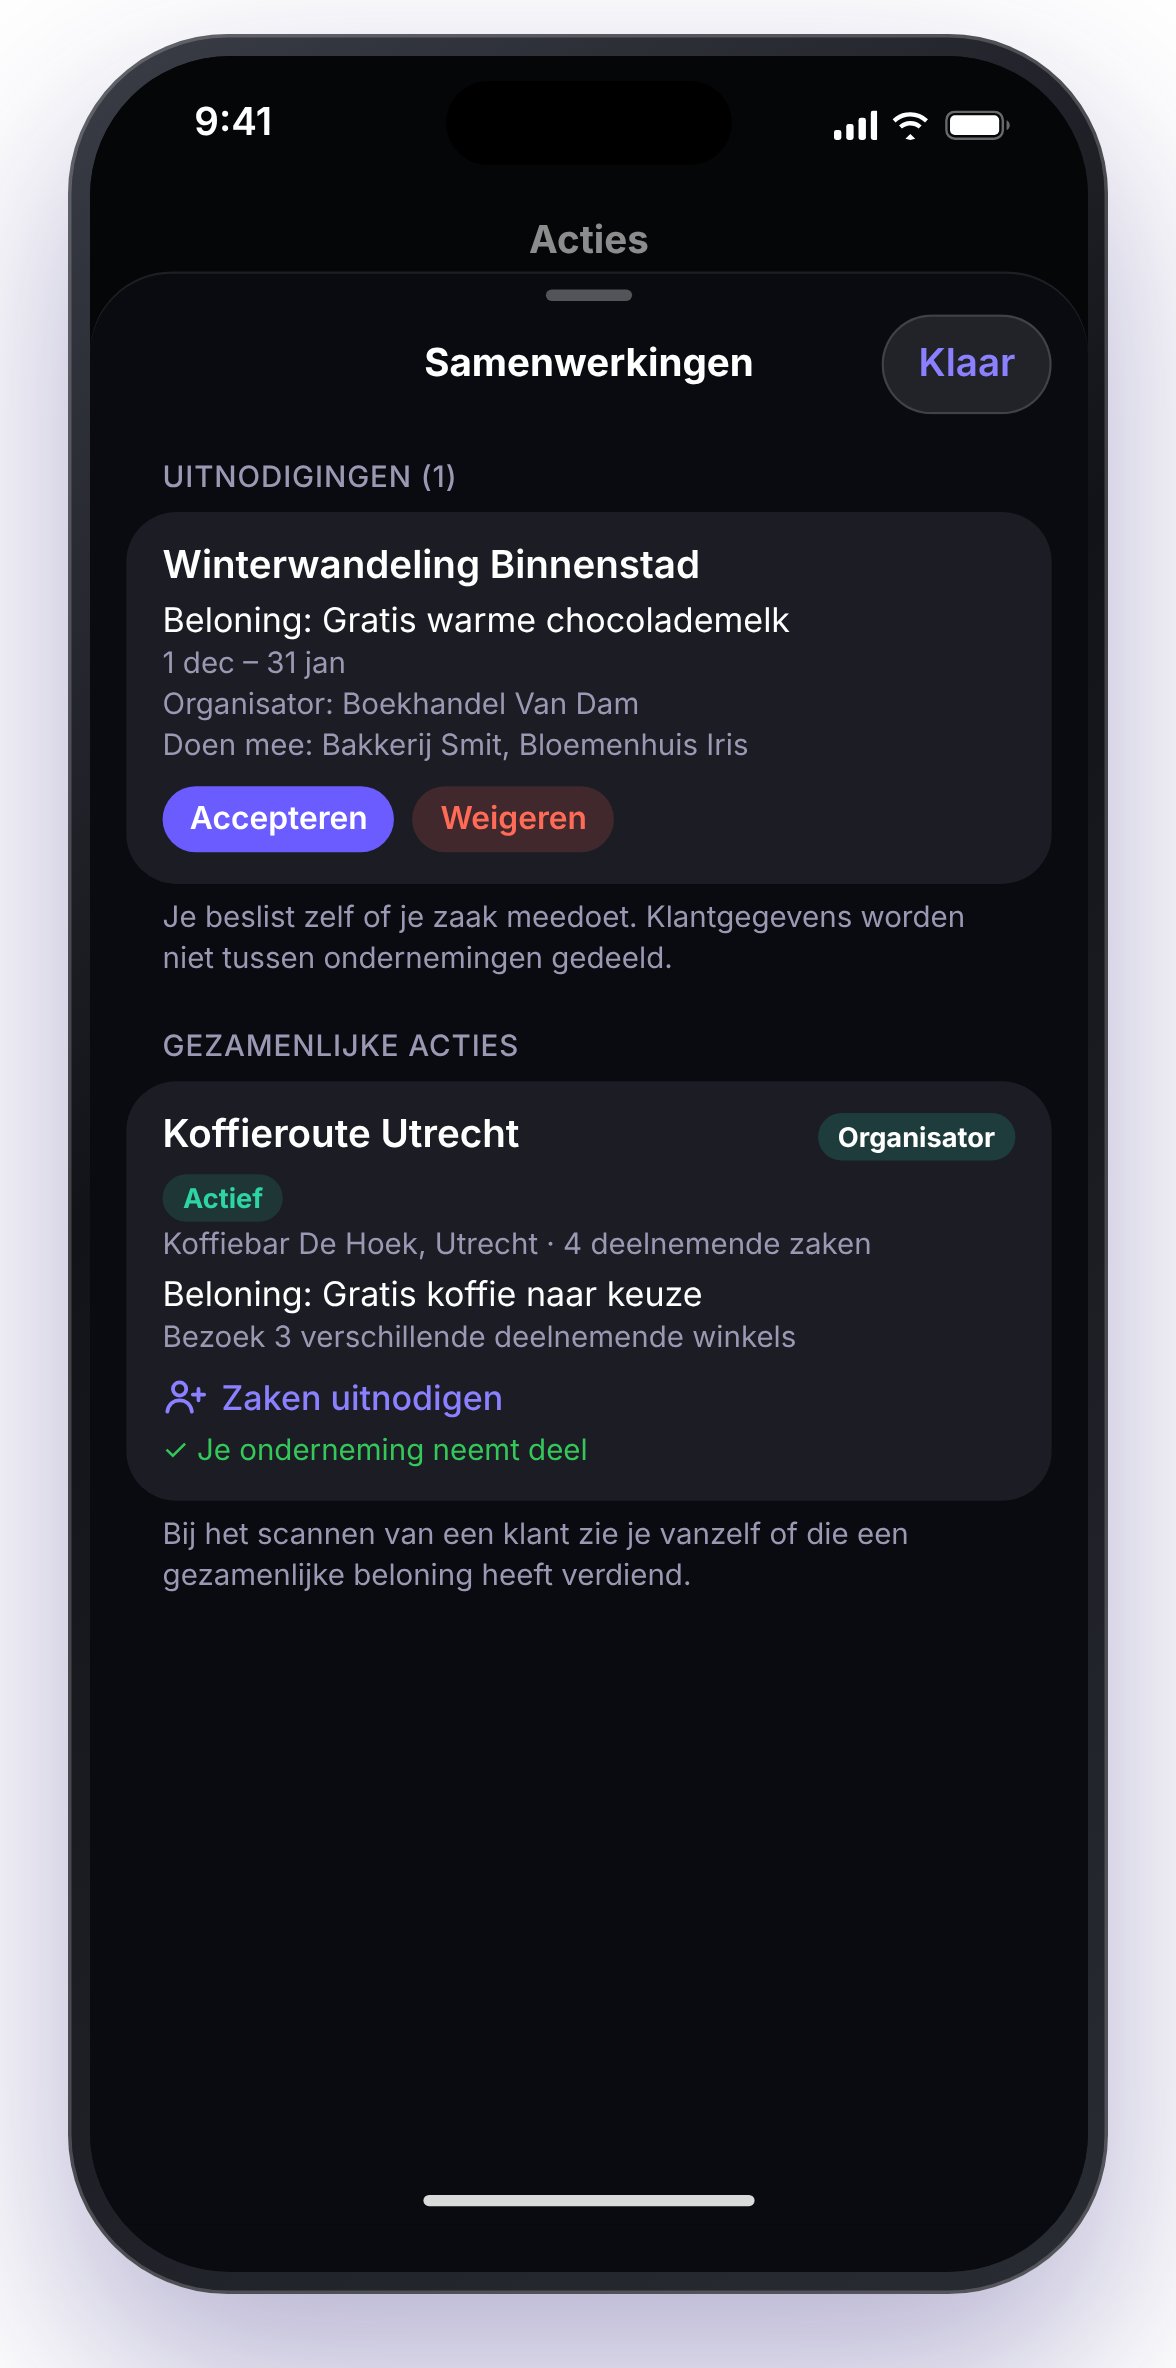 9:41
Acties
Samenwerkingen
Klaar
UITNODIGINGEN (1)
Winterwandeling Binnenstad
Beloning: Gratis warme chocolademelk
1 dec – 31 jan
Organisator: Boekhandel Van Dam
Doen mee: Bakkerij Smit, Bloemenhuis Iris
Accepteren
Weigeren
Je beslist zelf of je zaak meedoet. Klantgegevens worden
niet tussen ondernemingen gedeeld.
GEZAMENLIJKE ACTIES
Koffieroute Utrecht
Organisator
Actief
Koffiebar De Hoek, Utrecht · 4 deelnemende zaken
Beloning: Gratis koffie naar keuze
Bezoek 3 verschillende deelnemende winkels
Zaken uitnodigen
✓ Je onderneming neemt deel
Bij het scannen van een klant zie je vanzelf of die een
gezamenlijke beloning heeft verdiend.